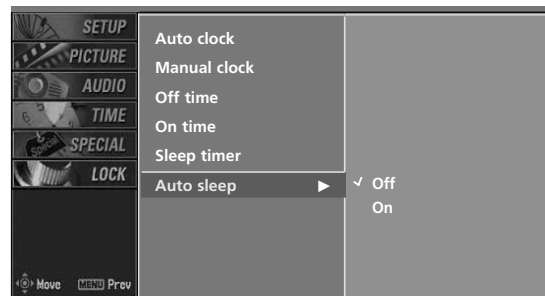 SETUP
PICTURE
AUDIO
TIME
SPECIAL
LOCK
Move MENU Prev
Auto clock
Manual clock
Off time
On time
Sleep timer
Auto sleep ▶
✓ Off
On